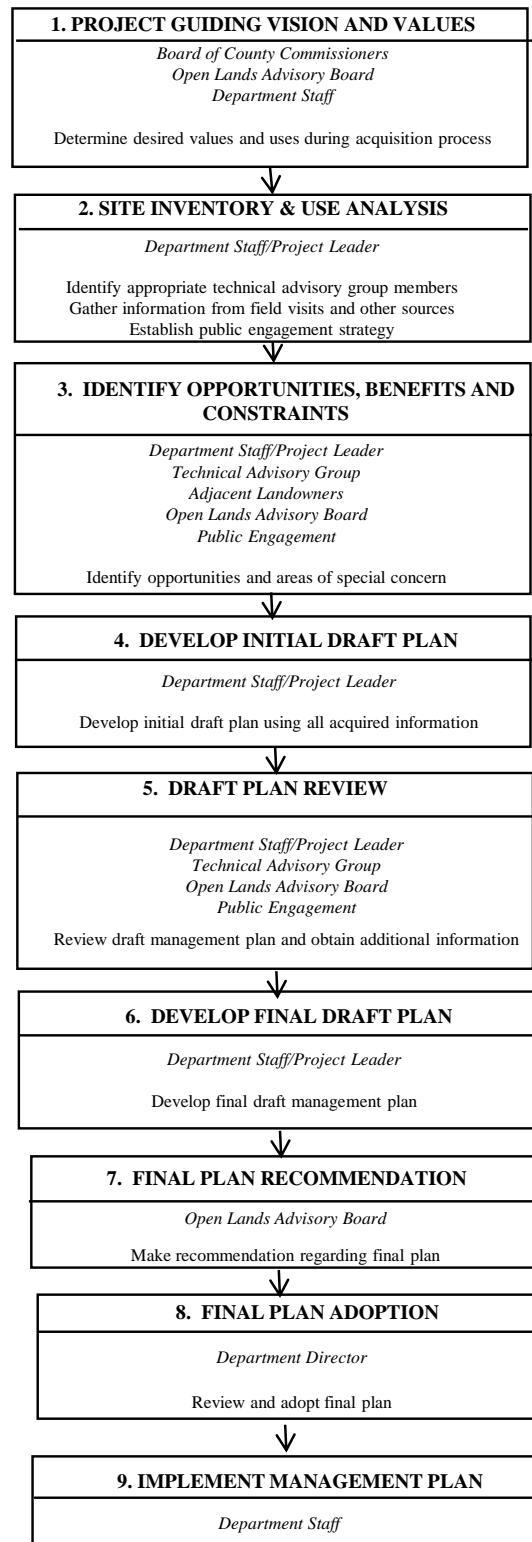 1. PROJECT GUIDING VISION AND VALUES
Board of County Commissioners
Open Lands Advisory Board
Department Staff
Determine desired values and uses during acquisition process
2. SITE INVENTORY & USE ANALYSIS
Department Staff/Project Leader
Identify appropriate technical advisory group members
Gather information from field visits and other sources
Establish public engagement strategy
3. IDENTIFY OPPORTUNITIES, BENEFITS AND
CONSTRAINTS
Department Staff/Project Leader
Technical Advisory Group
Adjacent Landowners
Open Lands Advisory Board
Public Engagement
Identify opportunities and areas of special concern
4. DEVELOP INITIAL DRAFT PLAN
Department Staff/Project Leader
Develop initial draft plan using all acquired information
5. DRAFT PLAN REVIEW
Department Staff/Project Leader
Technical Advisory Group
Open Lands Advisory Board
Public Engagement
Review draft management plan and obtain additional information
6. DEVELOP FINAL DRAFT PLAN
Department Staff/Project Leader
Develop final draft management plan
7. FINAL PLAN RECOMMENDATION
Open Lands Advisory Board
Make recommendation regarding final plan
8. FINAL PLAN ADOPTION
Department Director
Review and adopt final plan
9. IMPLEMENT MANAGEMENT PLAN
Department Staff